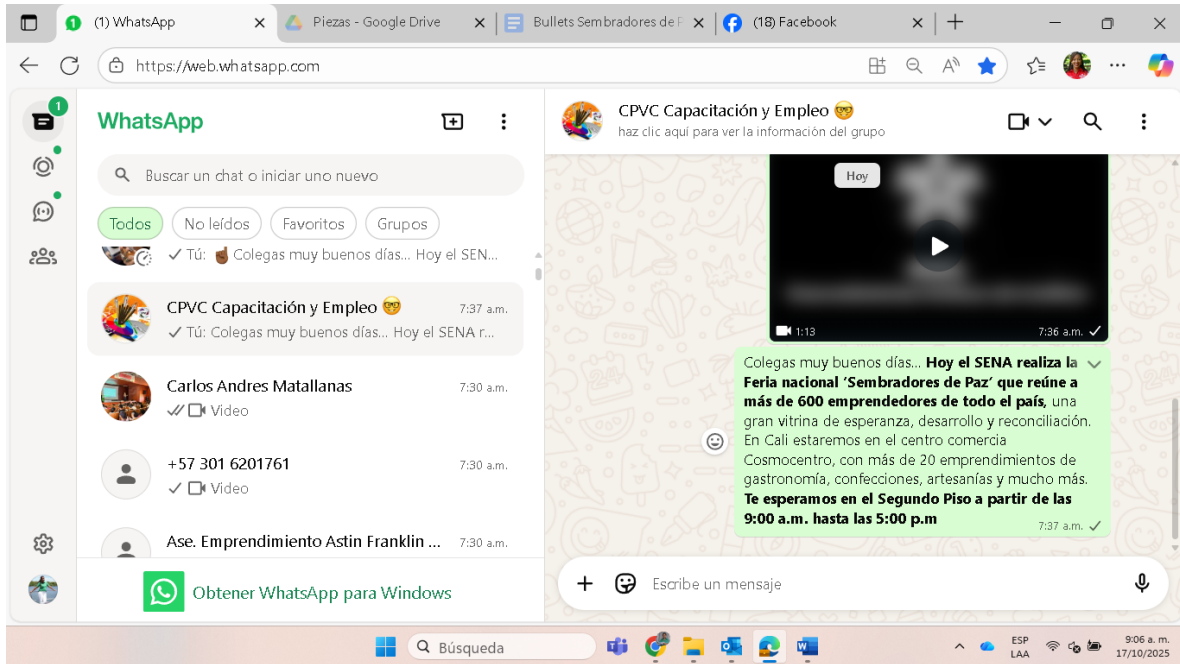 (1) WhatsApp
Piezas - Google Drive
Bullets Sembradores de P
(18) Facebook
https://web.whatsapp.com
1
WhatsApp
Buscar un chat o iniciar uno nuevo
Todos
No leídos
Favoritos
Grupos
Tú: ☝🏾 Colegas muy buenos días... Hoy el SEN...
CPVC Capacitación y Empleo 🤓
7:37 a.m.
Tú: Colegas muy buenos días... Hoy el SENA r...
Carlos Andres Matallanas
7:30 a.m.
Video
+57 301 6201761
7:30 a.m.
Video
Ase. Emprendimiento Astin Franklin ...
7:30 a.m.
Obtener WhatsApp para Windows
CPVC Capacitación y Empleo 🤓
haz clic aquí para ver la información del grupo
Hoy
1:13
7:36 a.m.
Colegas muy buenos días... Hoy el SENA realiza la
Feria nacional ‘Sembradores de Paz’ que reúne a
más de 600 emprendedores de todo el país, una
gran vitrina de esperanza, desarrollo y reconciliación.
En Cali estaremos en el centro comercia
Cosmocentro, con más de 20 emprendimientos de
gastronomía, confecciones, artesanías y mucho más.
Te esperamos en el Segundo Piso a partir de las
9:00 a.m. hasta las 5:00 p.m
7:37 a.m.
Escribe un mensaje
Búsqueda
ESP
LAA
9:06 a. m.
17/10/2025